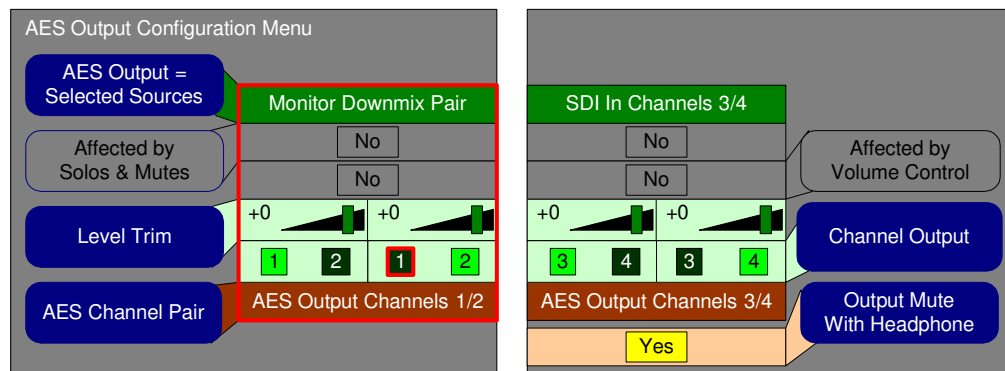 AES Output Configuration Menu
AES Output =
Selected Sources
Monitor Downmix Pair
SDI In Channels 3/4
Affected by
Solos & Mutes
No
No
No
No
Affected by
Volume Control
Level Trim
+0
+0
+0
+0
Channel Output
1
2
1
2
3
4
3
4
AES Channel Pair
AES Output Channels 1/2
AES Output Channels 3/4
Output Mute
With Headphone
Yes